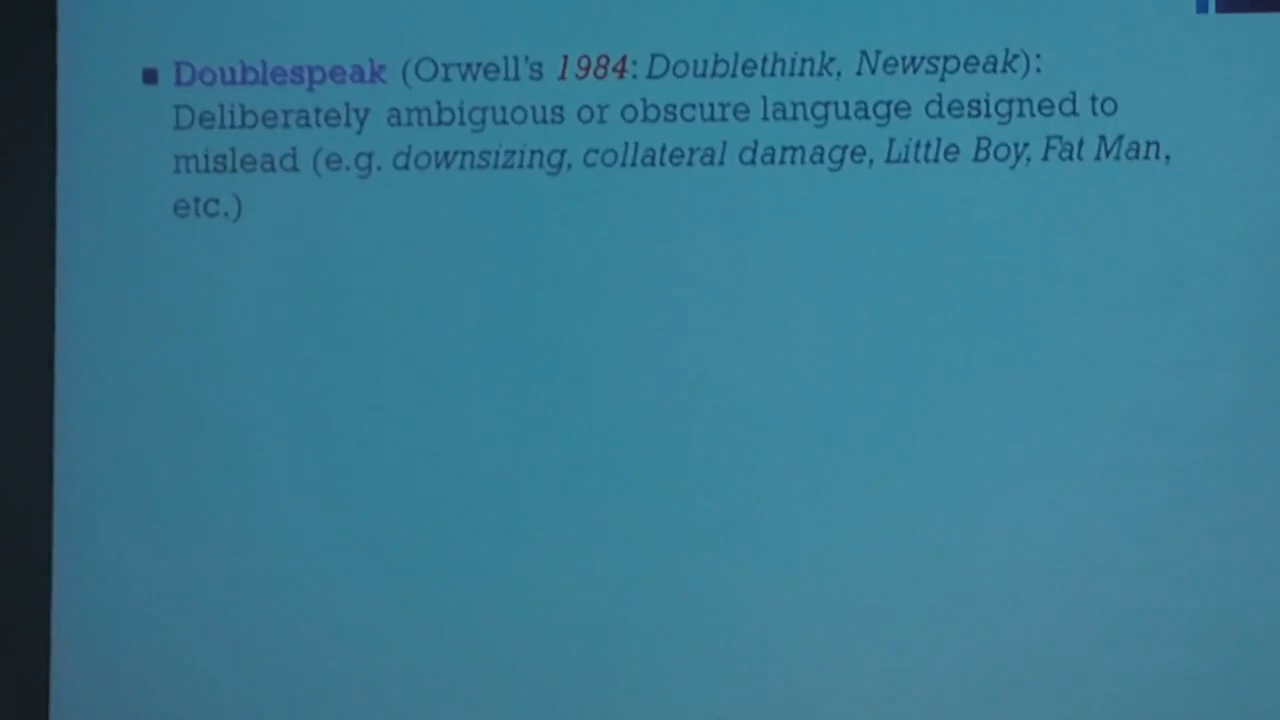 ▪ Doublespeak (Orwell's 1984: Doublethink, Newspeak):
Deliberately ambiguous or obscure language designed to
mislead (e.g. downsizing, collateral damage, Little Boy, Fat Man,
etc.)